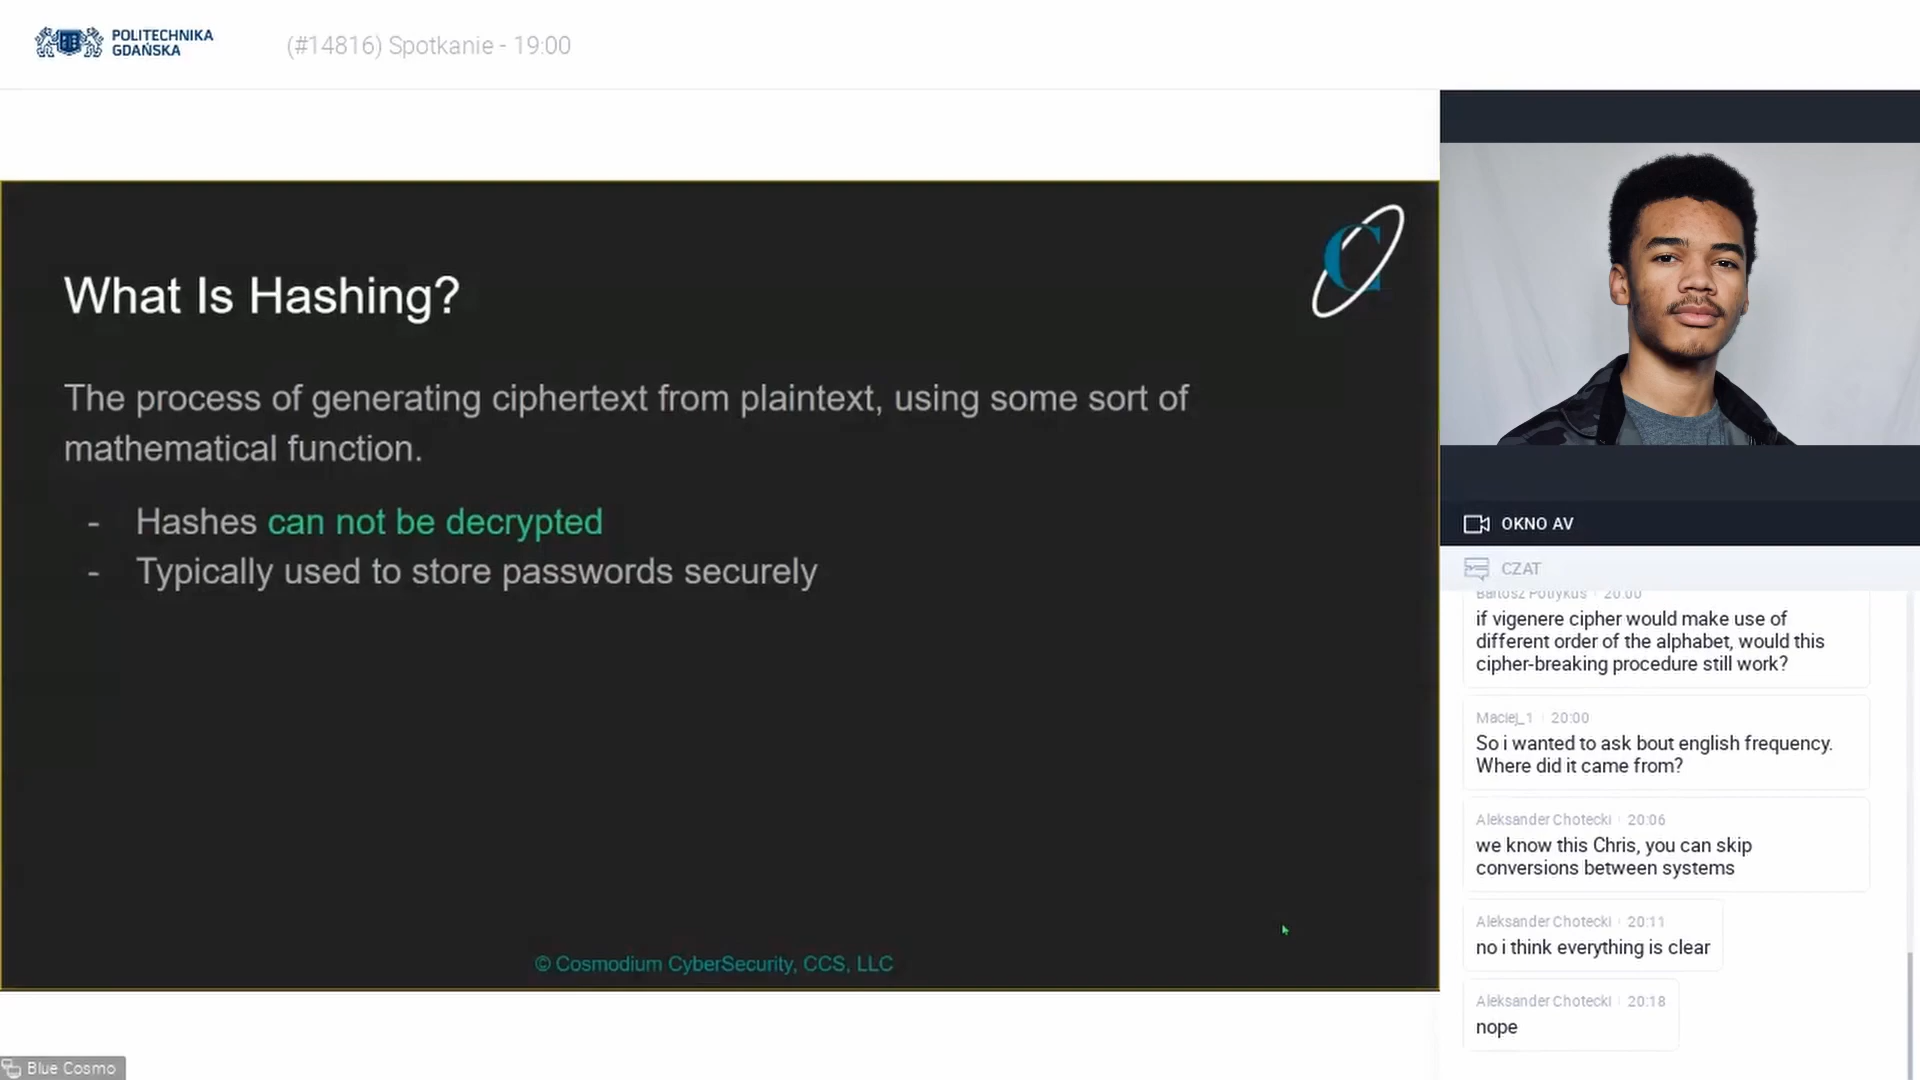 POLITECHNIKA
GDAŃSKA
(#14816) Spotkanie - 19:00
What Is Hashing?
The process of generating ciphertext from plaintext, using some sort of
mathematical function.
- Hashes can not be decrypted
- Typically used to store passwords securely
© Cosmodium CyberSecurity, CCS, LLC
Blue Cosmo
OKNO AV
CZAT
Bartosz Potrykus 20:00
if vigenere cipher would make use of
different order of the alphabet, would this
cipher-breaking procedure still work?
Maciej_1 20:00
So i wanted to ask bout english frequency.
Where did it came from?
Aleksander Chotecki 20:06
we know this Chris, you can skip
conversions between systems
Aleksander Chotecki 20:11
no i think everything is clear
Aleksander Chotecki 20:18
nope